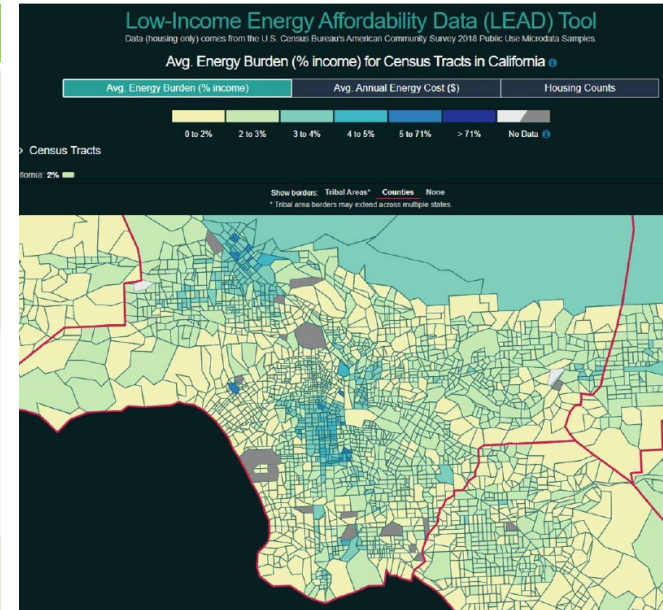 Low-Income Energy Affordability Data (LEAD) Tool
Data (housing only) comes from the U.S. Census Bureau's American Community Survey 2018 Public Use Microdata Samples.
Avg. Energy Burden (% income) for Census Tracts in California
Avg. Energy Burden (% income) Avg. Annual Energy Cost ($) Housing Counts
0 to 2% 2 to 3% 3 to 4% 4 to 5% 5 to 71% > 71% No Data
› Census Tracts
ifornia: 2%
Show borders: Tribal Areas* Counties None
* Tribal area borders may extend across multiple states.